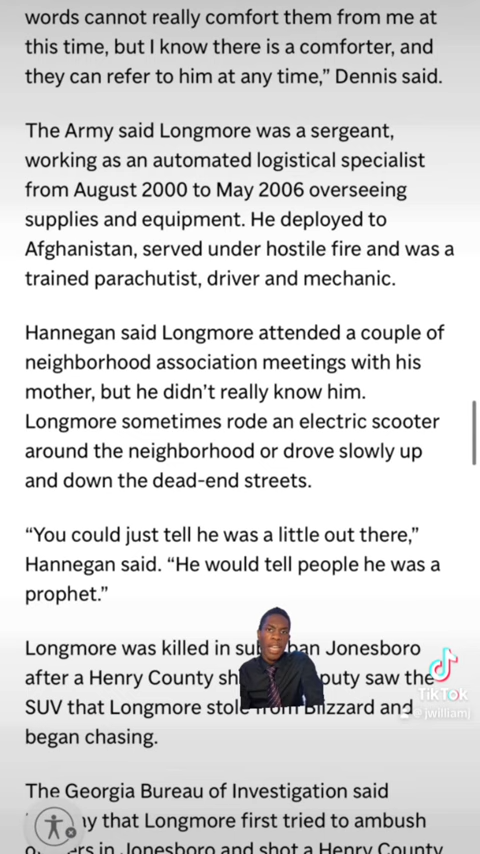 words cannot really comfort them from me at
this time, but I know there is a comforter, and
they can refer to him at any time,” Dennis said.
The Army said Longmore was a sergeant,
working as an automated logistical specialist
from August 2000 to May 2006 overseeing
supplies and equipment. He deployed to
Afghanistan, served under hostile fire and was a
trained parachutist, driver and mechanic.
Hannegan said Longmore attended a couple of
neighborhood association meetings with his
mother, but he didn’t really know him.
Longmore sometimes rode an electric scooter
around the neighborhood or drove slowly up
and down the dead-end streets.
“You could just tell he was a little out there,”
Hannegan said. “He would tell people he was a
prophet.”
Longmore was killed in Jonesboro
after a Henry County saw the
SUV that Longmore stole from Blizzard and
began chasing.
TikTok
jwilliamj
The Georgia Bureau of Investigation said
that Longmore first tried to ambush
in Jonesboro and shot a Henry County